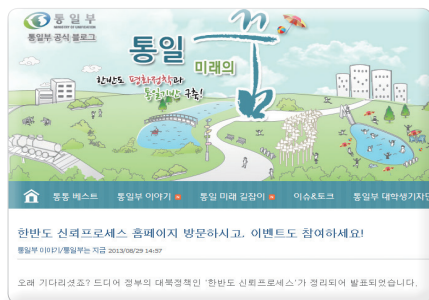 통일부
MINISTRY OF UNIFICATION
통일부 공식 블로그
통일 미래의 꿈
한반도 평화정착과
통일기반 구축!
통통 베스트 통일부 이야기 통일 미래 길잡이 이슈&토크 통일부 대학생기자단
한반도 신뢰프로세스 홈페이지 방문하시고, 이벤트도 참여하세요!
통일부 이야기/통일부는 지금 2013/08/29 14:57
오래 기다리셨죠? 드디어 정부의 대북정책인 '한반도 신뢰프로세스'가 정리되어 발표되었습니다.